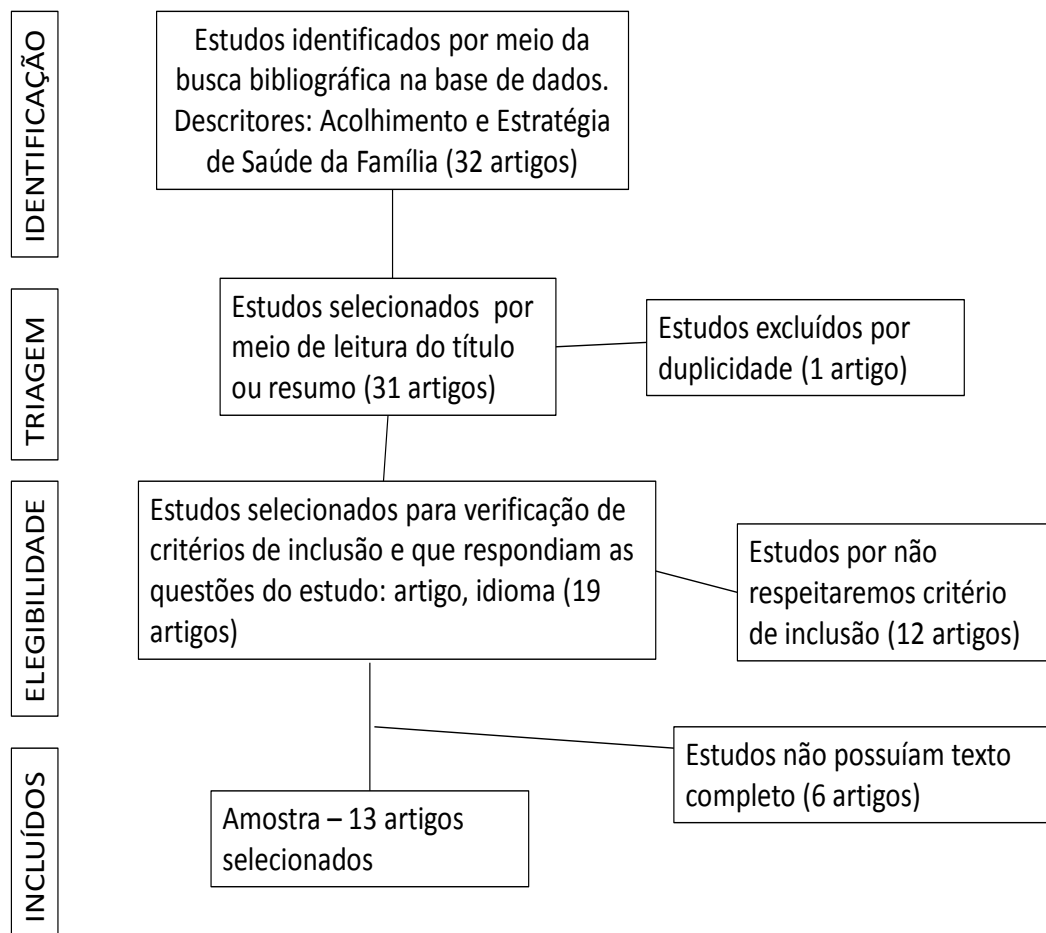 IDENTIFICAÇÃO
Estudos identificados por meio da
busca bibliográfica na base de dados.
Descritores: Acolhimento e Estratégia
de Saúde da Família (32 artigos)
TRIAGEM
Estudos selecionados por
meio de leitura do título
ou resumo (31 artigos)
Estudos excluídos por
duplicidade (1 artigo)
ELEGIBILIDADE
Estudos selecionados para verificação de
critérios de inclusão e que respondiam as
questões do estudo: artigo, idioma (19
artigos)
Estudos por não
respeitaremos critério
de inclusão (12 artigos)
Estudos não possuíam texto
completo (6 artigos)
INCLUÍDOS
Amostra – 13 artigos
selecionados